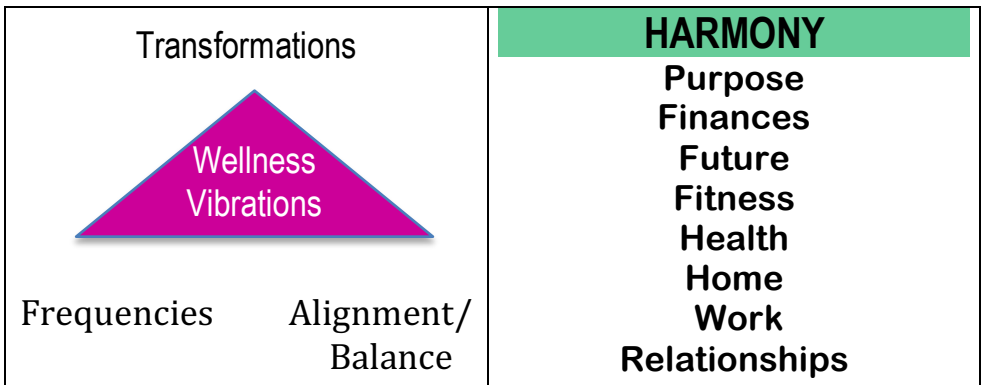 Transformations
Wellness
Vibrations
Frequencies
Alignment/
Balance
HARMONY
Purpose
Finances
Future
Fitness
Health
Home
Work
Relationships